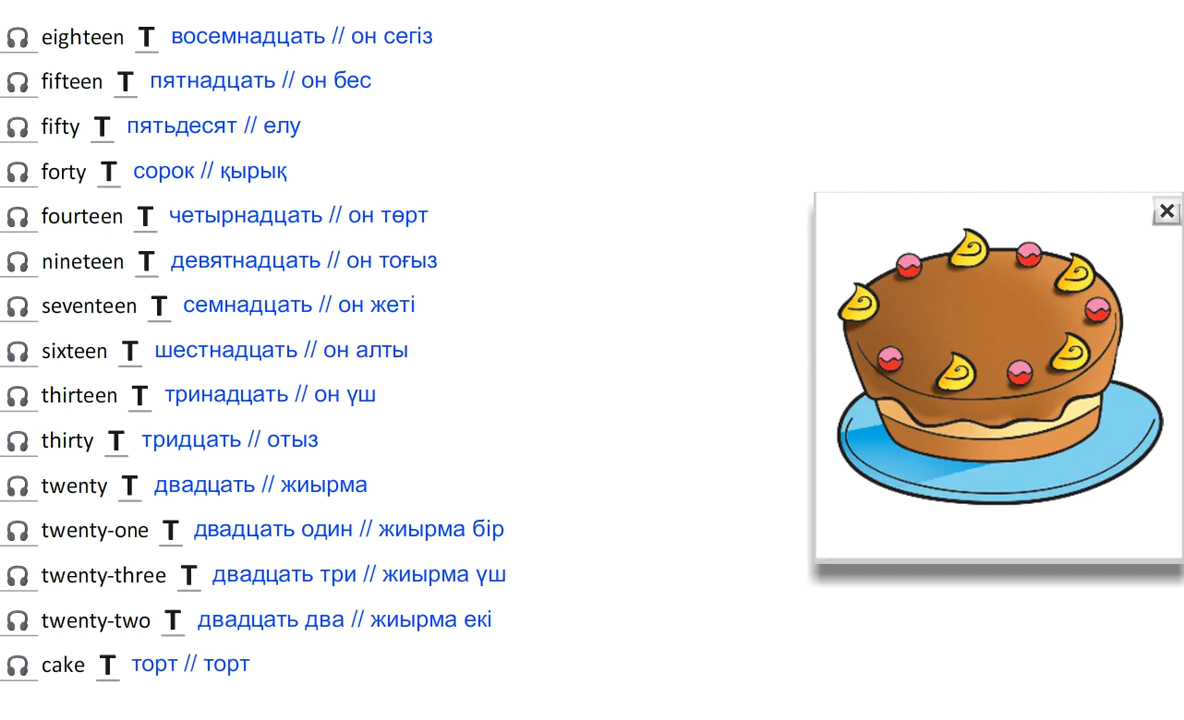 eighteen T восемнадцать // он сегіз
fifteen T пятнадцать // он бес
fifty T пятьдесят // елу
forty T сорок // қырық
fourteen T четырнадцать // он төрт
nineteen T девятнадцать // он тоғыз
seventeen T семнадцать // он жеті
sixteen T шестнадцать // он алты
thirteen T тринадцать // он үш
thirty T тридцать // отыз
twenty T двадцать // жиырма
twenty-one T двадцать один // жиырма бір
twenty-three T двадцать три // жиырма үш
twenty-two T двадцать два // жиырма екі
cake T торт // торт